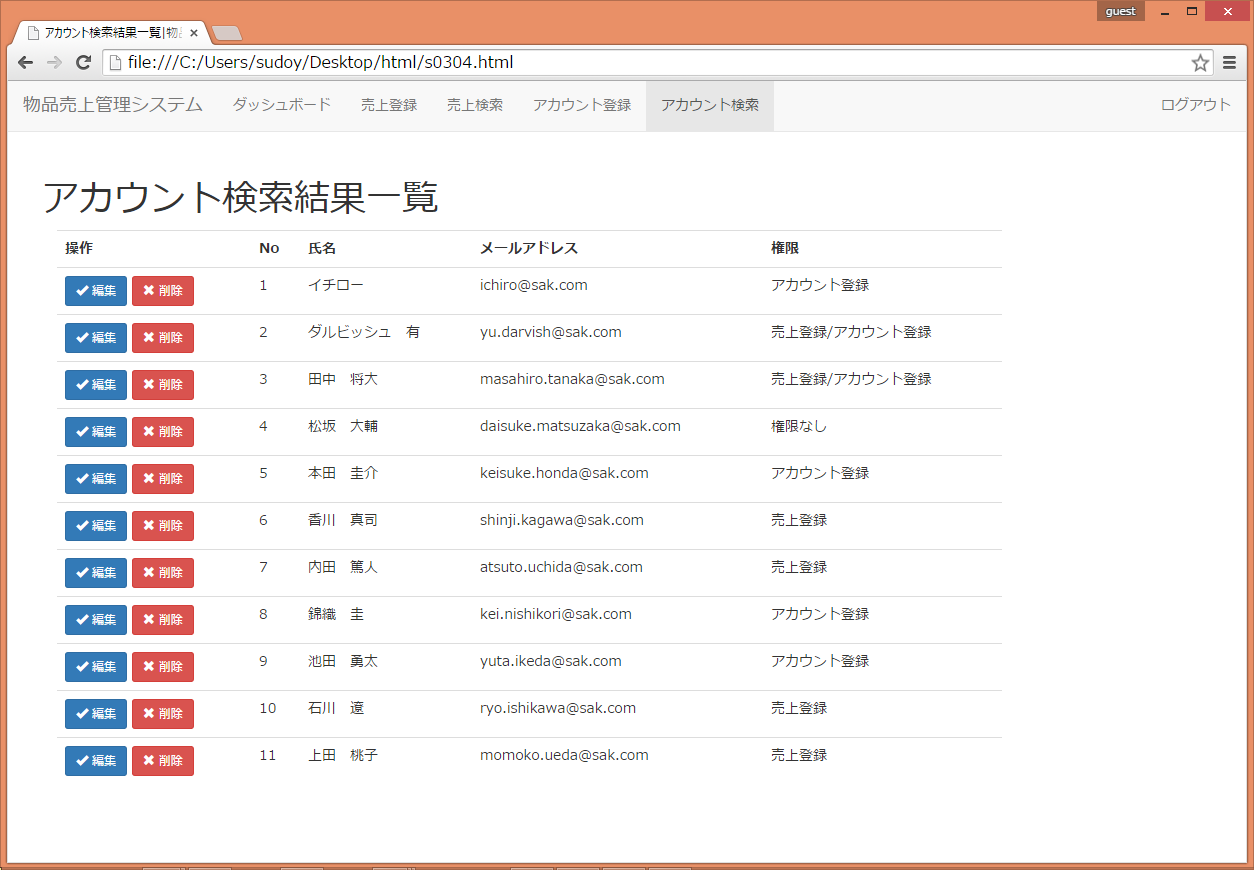 guest
アカウント検索結果一覧|物品
file:///C:/Users/sudoy/Desktop/html/s0304.html
物品売上管理システム ダッシュボード 売上登録 売上検索 アカウント登録 アカウント検索 ログアウト
アカウント検索結果一覧
操作 No 氏名 メールアドレス 権限
編集 削除 1 イチロー ichiro@sak.com アカウント登録
編集 削除 2 ダルビッシュ　有 yu.darvish@sak.com 売上登録/アカウント登録
編集 削除 3 田中　将大 masahiro.tanaka@sak.com 売上登録/アカウント登録
編集 削除 4 松坂　大輔 daisuke.matsuzaka@sak.com 権限なし
編集 削除 5 本田　圭介 keisuke.honda@sak.com アカウント登録
編集 削除 6 香川　真司 shinji.kagawa@sak.com 売上登録
編集 削除 7 内田　篤人 atsuto.uchida@sak.com 売上登録
編集 削除 8 錦織　圭 kei.nishikori@sak.com アカウント登録
編集 削除 9 池田　勇太 yuta.ikeda@sak.com アカウント登録
編集 削除 10 石川　遼 ryo.ishikawa@sak.com 売上登録
編集 削除 11 上田　桃子 momoko.ueda@sak.com 売上登録